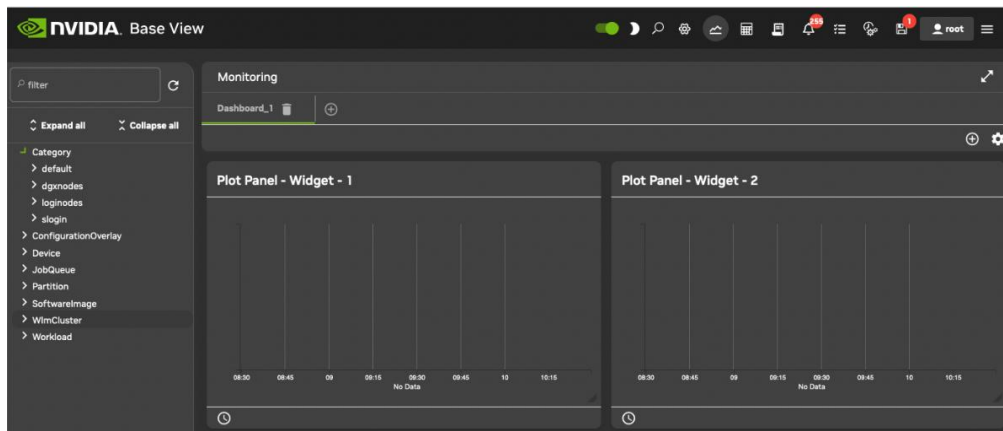 NVIDIA. Base View
255
1
root
filter
Expand all
Collapse all
Category
default
dgxnodes
loginodes
slogin
ConfigurationOverlay
Device
JobQueue
Partition
SoftwareImage
WlmCluster
Workload
Monitoring
Dashboard_1
Plot Panel - Widget - 1
08:30 08:45 09 09:15 09:30 09:45 10 10:15
No Data
Plot Panel - Widget - 2
08:30 08:45 09 09:15 09:30 09:45 10 10:15
No Data